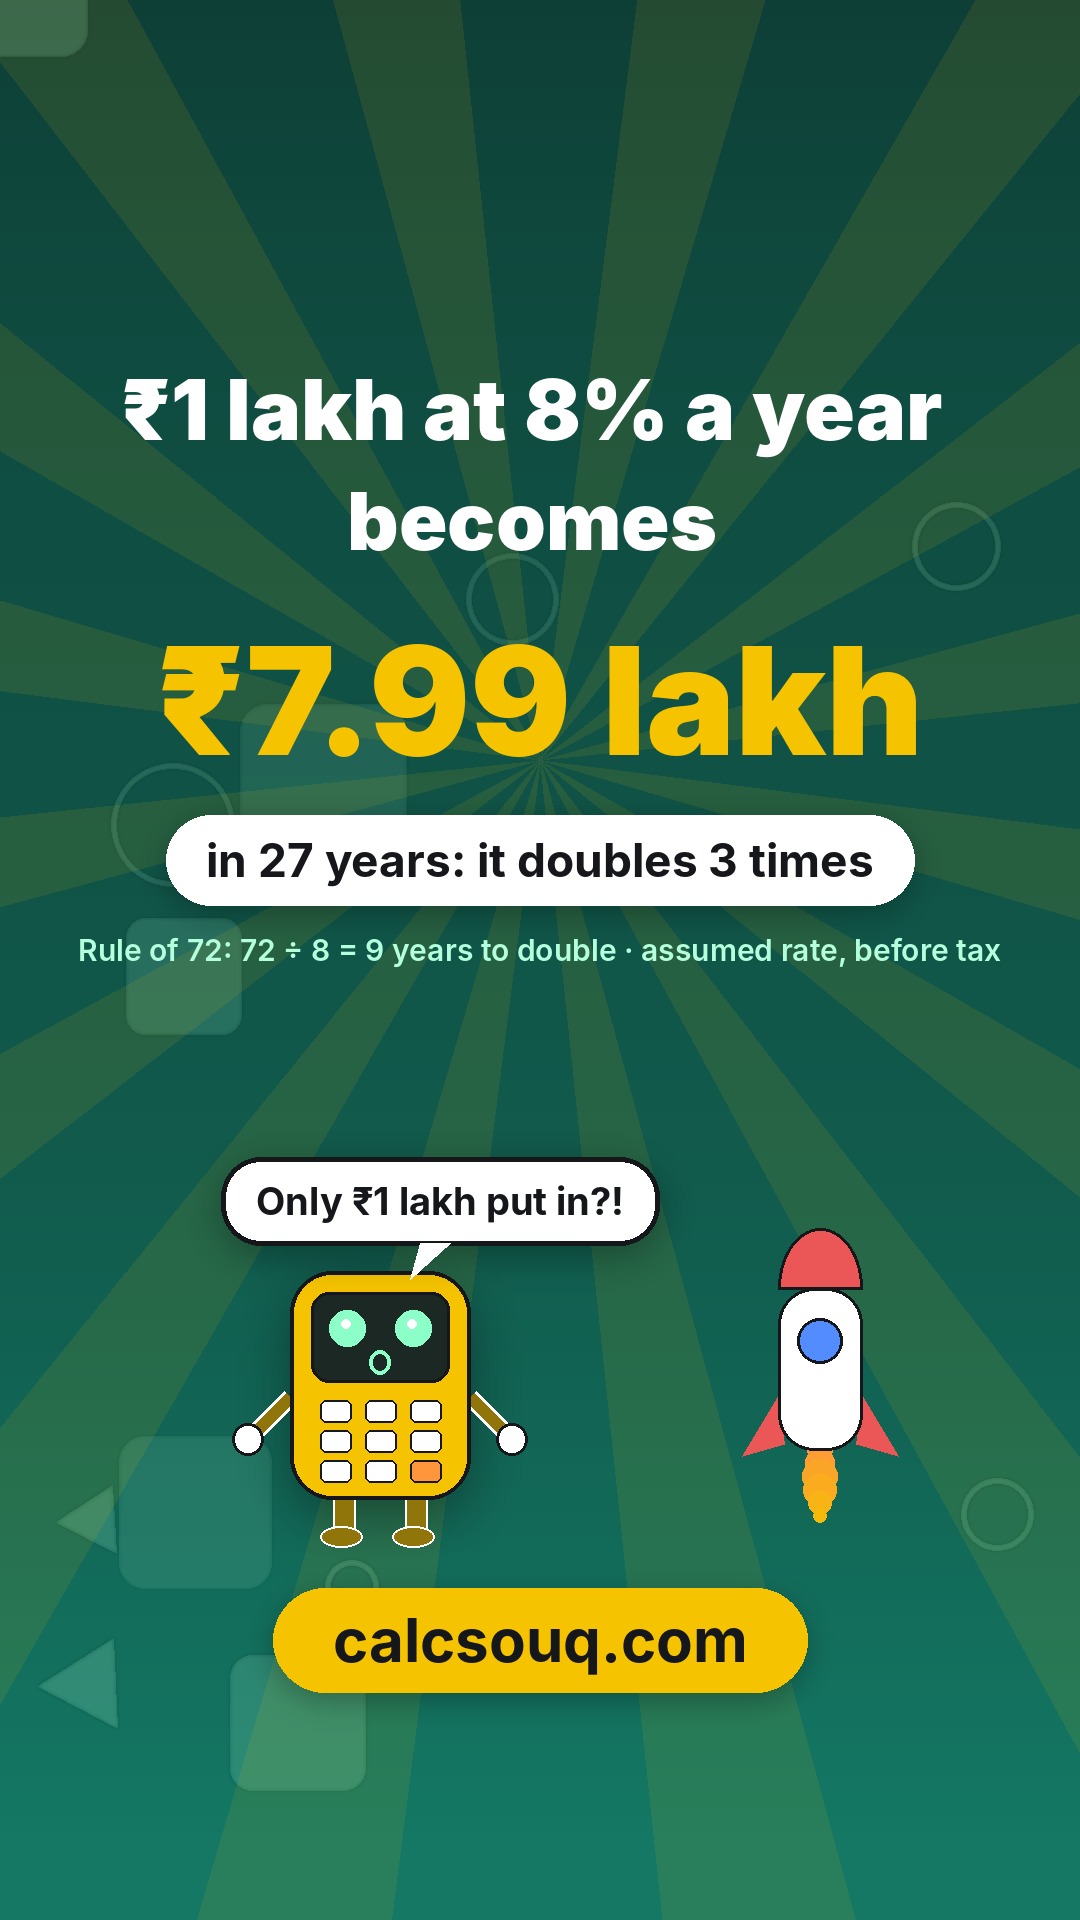 ₹1 lakh at 8% a year
becomes
₹7.99 lakh
in 27 years: it doubles 3 times
Rule of 72: 72 ÷ 8 = 9 years to double · assumed rate, before tax
Only ₹1 lakh put in?!
calcsouq.com